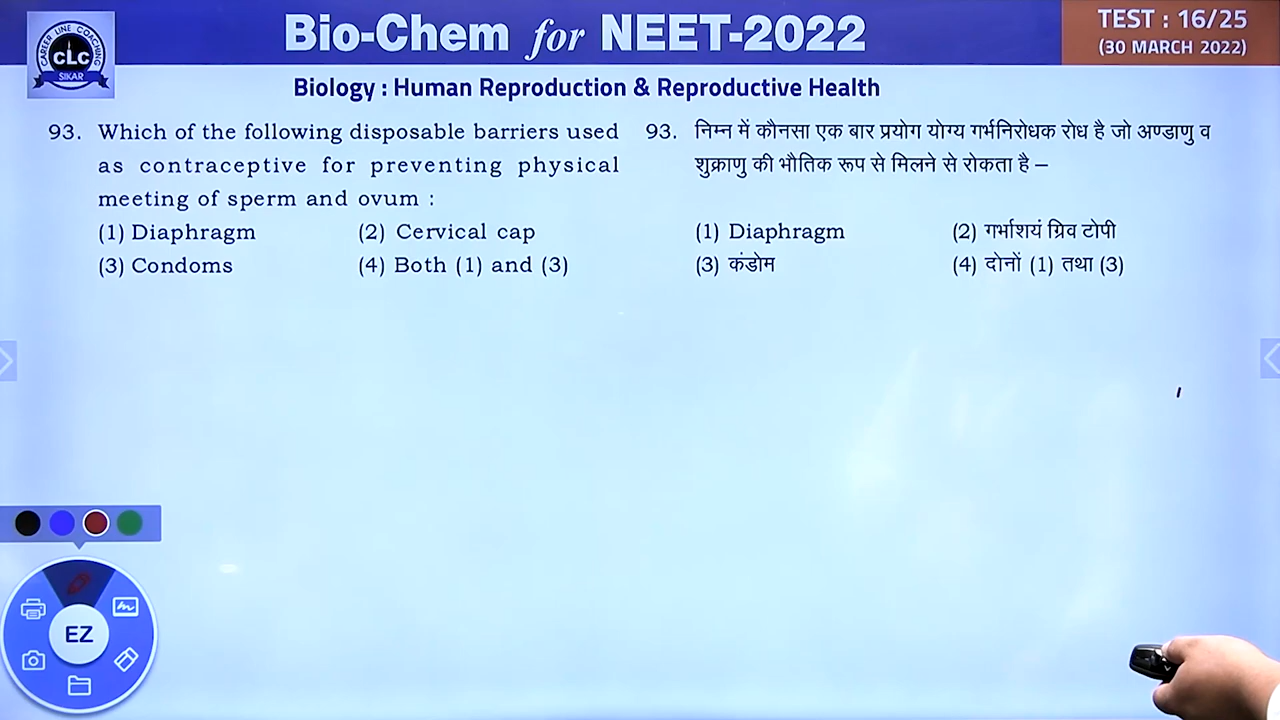 CAREER LINE COACHING
CLC
SIKAR
Bio-Chem for NEET-2022
TEST : 16/25
(30 MARCH 2022)
Biology : Human Reproduction & Reproductive Health
93. Which of the following disposable barriers used
as contraceptive for preventing physical
meeting of sperm and ovum :
(1) Diaphragm (2) Cervical cap
(3) Condoms (4) Both (1) and (3)
93. निम्न में कौनसा एक बार प्रयोग योग्य गर्भनिरोधक रोध है जो अण्डाणु व
शुक्राणु की भौतिक रूप से मिलने से रोकता है –
(1) Diaphragm (2) गर्भाशयं ग्रिव टोपी
(3) कंडोम (4) दोनों (1) तथा (3)
EZ